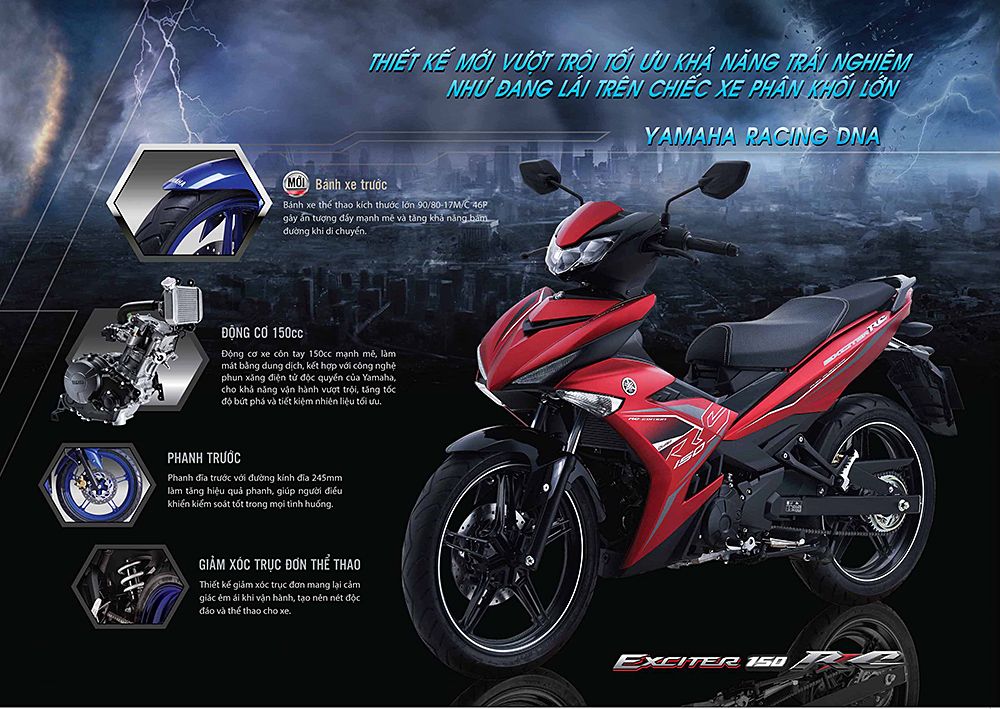 THIẾT KẾ MỚI VƯỢT TRỘI TỐI ƯU KHẢ NĂNG TRẢI NGHIỆM
NHƯ ĐANG LÁI TRÊN CHIẾC XE PHÂN KHỐI LỚN
YAMAHA RACING DNA
YAMAHA
MỚI Bánh xe trước
Bánh xe thể thao kích thước lớn 90/80-17M/C 46P
gây ấn tượng đầy mạnh mẽ và tăng khả năng bám
đường khi di chuyển.
ĐỘNG CƠ 150cc
Động cơ xe côn tay 150cc mạnh mẽ, làm
mát bằng dung dịch, kết hợp với công nghệ
phun xăng điện tử độc quyền của Yamaha,
cho khả năng vận hành vượt trội, tăng tốc
độ bứt phá và tiết kiệm nhiên liệu tối ưu.
PHANH TRƯỚC
Phanh đĩa trước với đường kính đĩa 245mm
làm tăng hiệu quả phanh, giúp người điều
khiển kiểm soát tốt trong mọi tình huống.
GIẢM XÓC TRỤC ĐƠN THỂ THAO
Thiết kế giảm xóc trục đơn mang lại cảm
giác êm ái khi vận hành, tạo nên nét độc
đáo và thể thao cho xe.
EXCITER RC
RC
150
EXCITER 150 RC